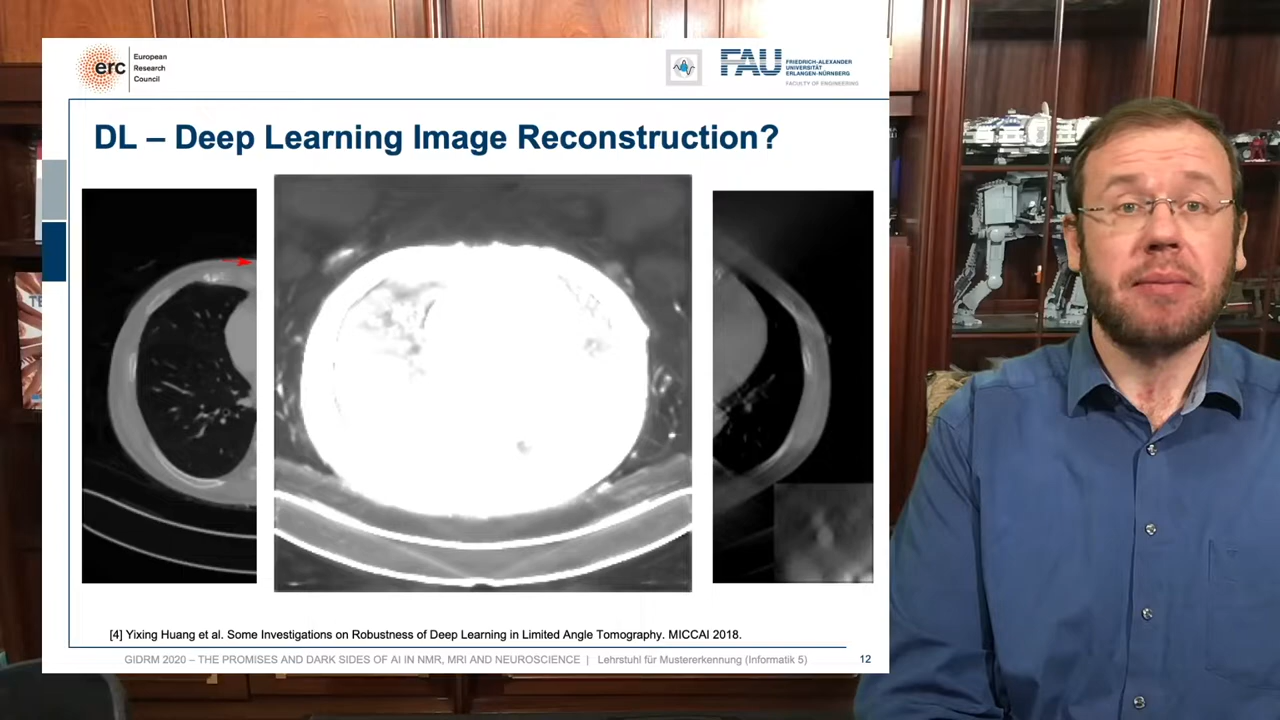 erc
European
Research
Council
FAU
FRIEDRICH-ALEXANDER
UNIVERSITÄT
ERLANGEN-NÜRNBERG
FACULTY OF ENGINEERING
DL – Deep Learning Image Reconstruction?
TE
[4] Yixing Huang et al. Some Investigations on Robustness of Deep Learning in Limited Angle Tomography. MICCAI 2018.
GIDRM 2020 – THE PROMISES AND DARK SIDES OF AI IN NMR, MRI AND NEUROSCIENCE | Lehrstuhl für Mustererkennung (Informatik 5)
12